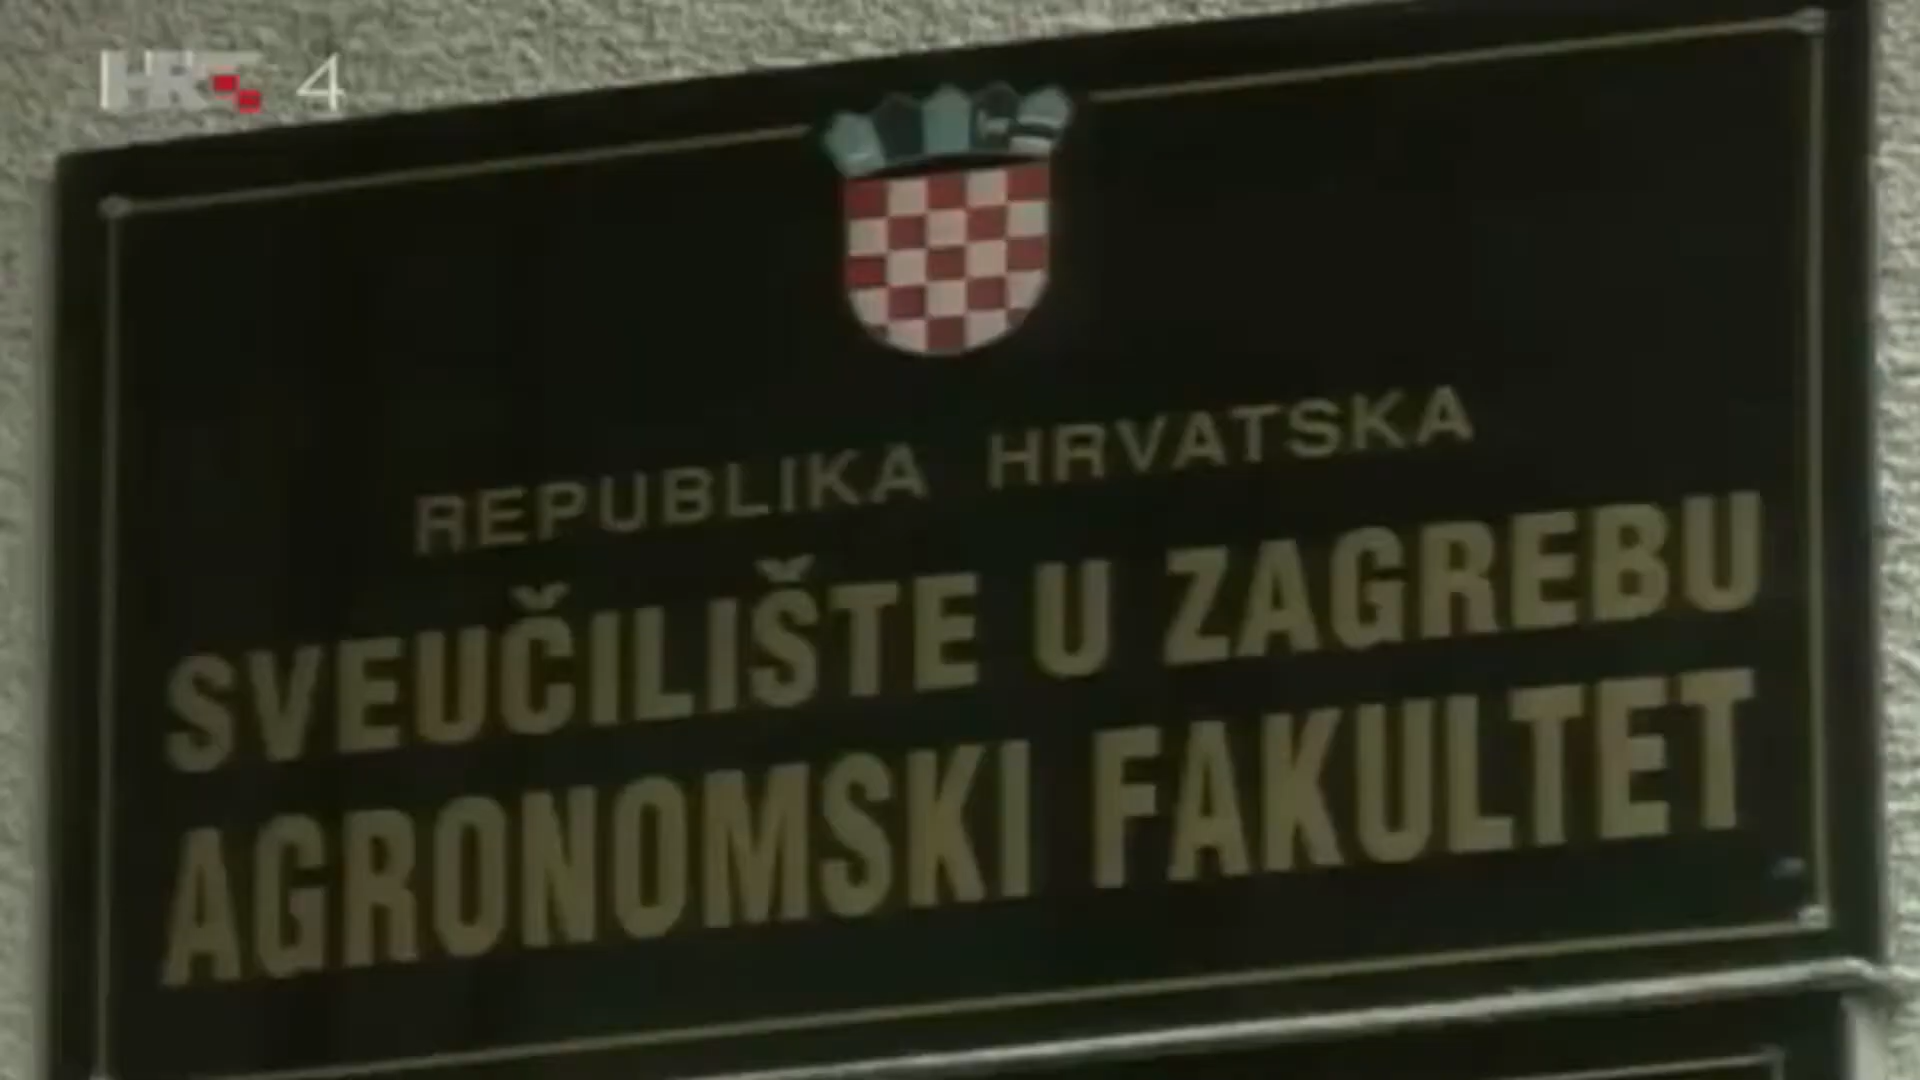 HRT 4
REPUBLIKA HRVATSKA
SVEUČILIŠTE U ZAGREBU
AGRONOMSKI FAKULTET